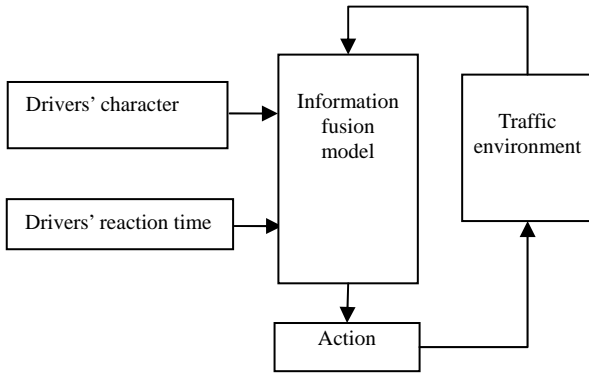 Drivers’ character
Information
fusion
model
Traffic
environment
Drivers’ reaction time
Action